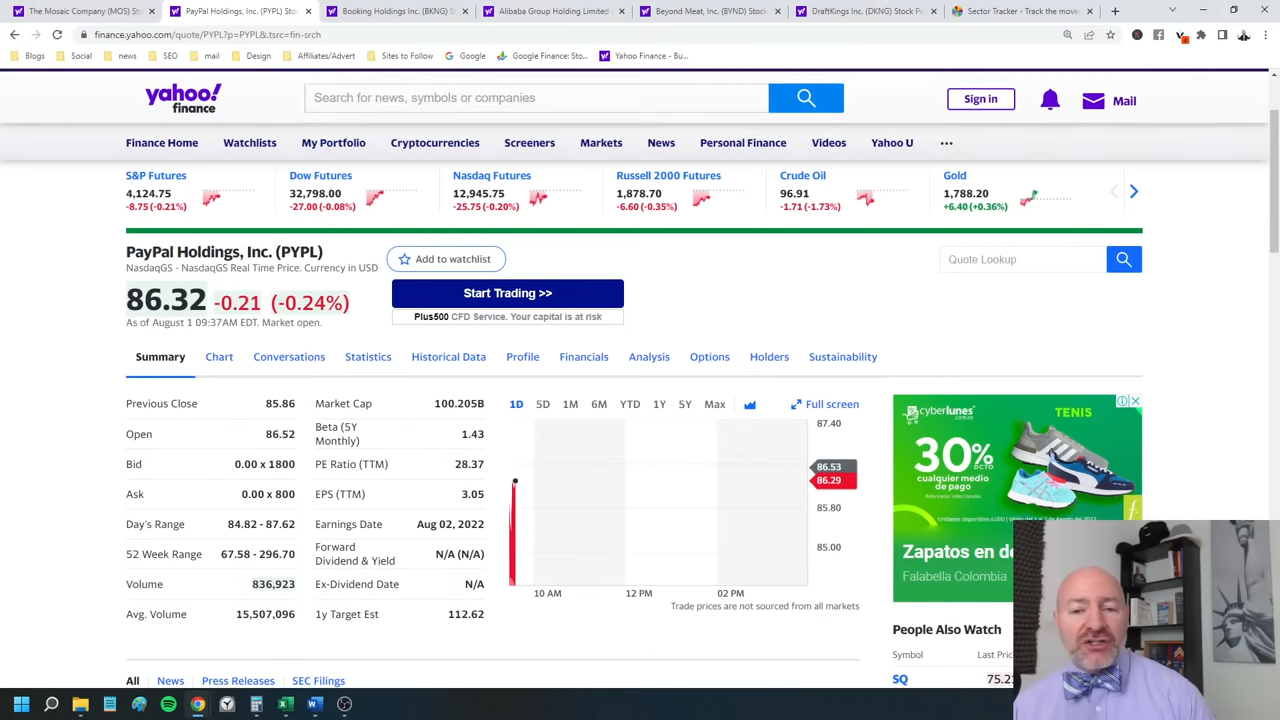 The Mosaic Company (MOS) Stoc
PayPal Holdings, Inc. (PYPL) Stoc
Booking Holdings Inc. (BKNG) S
Alibaba Group Holding Limited
Beyond Meat, Inc. (BYND) Stock
DraftKings Inc. (DKNG) Stock Pr
Sector Tracker - Track the move
finance.yahoo.com/quote/PYPL?p=PYPL&.tsrc=fin-srch
Blogs
Social
news
SEO
mail
Design
Affiliates/Advert
Sites to Follow
Google
Google Finance Sto...
Yahoo Finance - Bu...
yahoo!
finance
Search for news, symbols or companies
Sign in
Mail
Finance Home
Watchlists
My Portfolio
Cryptocurrencies
Screeners
Markets
News
Personal Finance
Videos
Yahoo U
...
S&P Futures
4,124.75
-8.75 (-0.21%)
Dow Futures
32,798.00
-27.00 (-0.08%)
Nasdaq Futures
12,945.75
-25.75 (-0.20%)
Russell 2000 Futures
1,878.70
-6.60 (-0.35%)
Crude Oil
96.91
-1.71 (-1.73%)
Gold
1,788.20
+6.40 (+0.36%)
PayPal Holdings, Inc. (PYPL)
NasdaqGS - NasdaqGS Real Time Price. Currency in USD
Add to watchlist
Quote Lookup
86.32 -0.21 (-0.24%)
As of August 1 09:37AM EDT. Market open.
Start Trading >>
Plus500 CFD Service. Your capital is at risk
Summary
Chart
Conversations
Statistics
Historical Data
Profile
Financials
Analysis
Options
Holders
Sustainability
Previous Close 85.86
Open 86.52
Bid 0.00 x 1800
Ask 0.00 x 800
Day's Range 84.82 - 87.62
52 Week Range 67.58 - 296.70
Volume 836,923
Avg. Volume 15,507,096
Market Cap 100.205B
Beta (5Y
Monthly) 1.43
PE Ratio (TTM) 28.37
EPS (TTM) 3.05
Earnings Date Aug 02, 2022
Forward
Dividend & Yield N/A (N/A)
Ex-Dividend Date N/A
1y Target Est 112.62
1D 5D 1M 6M YTD 1Y 5Y Max
Full screen
87.40
86.53
86.29
85.80
85.00
10 AM 12 PM 02 PM
Trade prices are not sourced from all markets
cyberlunes
.com.co
TENIS
30%
DCTO
cualquier medio
de pago
Zapatos en de
Falabella Colombia
People Also Watch
Symbol Last Pric
SQ 75.2
All
News
Press Releases
SEC Filings